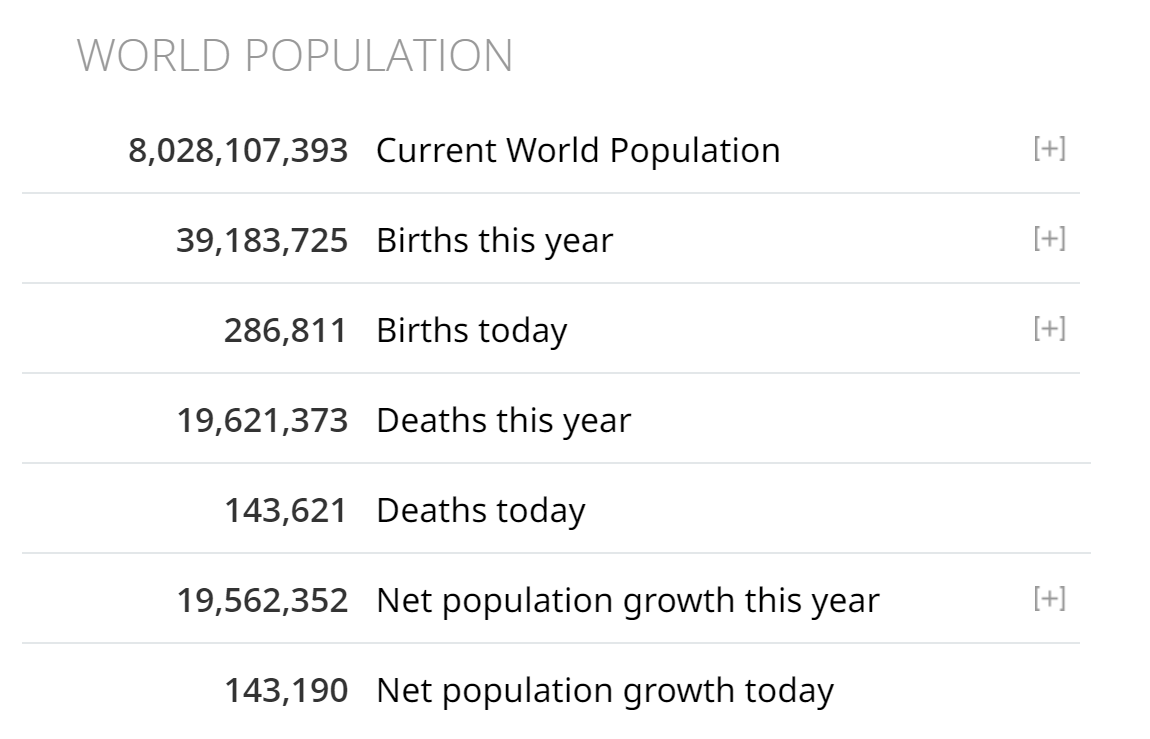 WORLD POPULATION
8,028,107,393 Current World Population [+]
39,183,725 Births this year [+]
286,811 Births today [+]
19,621,373 Deaths this year
143,621 Deaths today
19,562,352 Net population growth this year [+]
143,190 Net population growth today